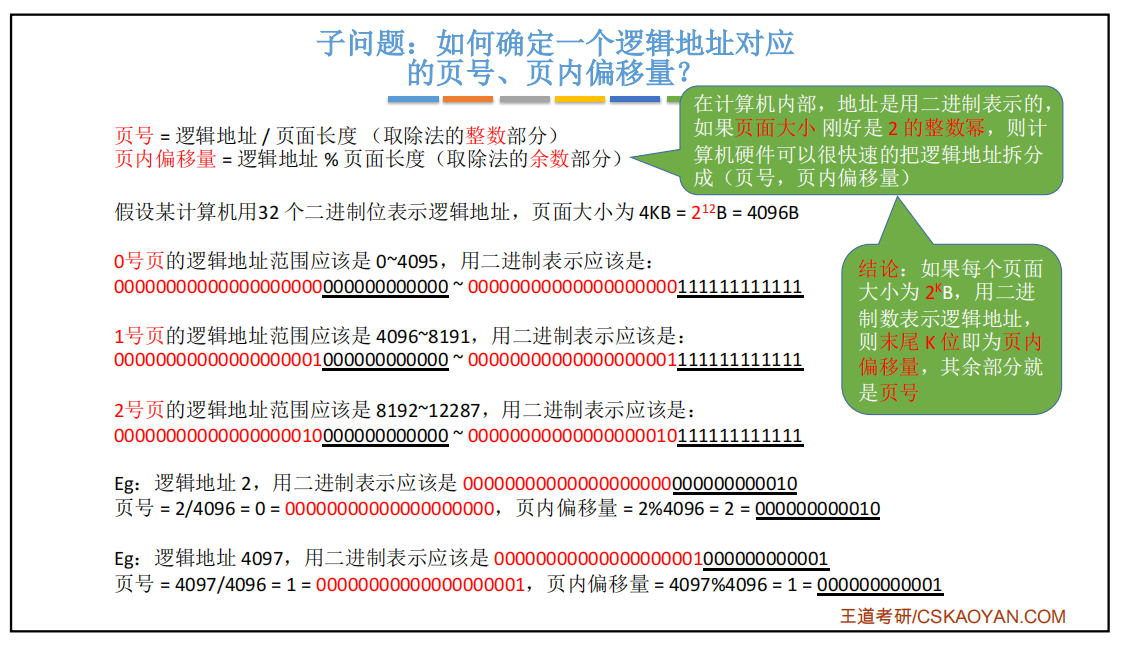 子问题：如何确定一个逻辑地址对应
的页号、页内偏移量？
在计算机内部，地址是用二进制表示的，
如果页面大小 刚好是 2 的整数幂，则计
算机硬件可以很快速的把逻辑地址拆分
成（页号，页内偏移量）
页号 = 逻辑地址 / 页面长度 （取除法的整数部分）
页内偏移量 = 逻辑地址 % 页面长度（取除法的余数部分）
假设某计算机用32 个二进制位表示逻辑地址，页面大小为 4KB = 2¹²B = 4096B
0号页的逻辑地址范围应该是 0~4095，用二进制表示应该是：
00000000000000000000000000000000 ~ 00000000000000000000111111111111
1号页的逻辑地址范围应该是 4096~8191，用二进制表示应该是：
00000000000000000001000000000000 ~ 00000000000000000001111111111111
2号页的逻辑地址范围应该是 8192~12287，用二进制表示应该是：
00000000000000000010000000000000 ~ 00000000000000000010111111111111
结论：如果每个页面
大小为 2ᴷB，用二进
制数表示逻辑地址，
则末尾 K 位即为页内
偏移量，其余部分就
是页号
Eg：逻辑地址 2，用二进制表示应该是 00000000000000000000000000000010
页号 = 2/4096 = 0 = 00000000000000000000，页内偏移量 = 2%4096 = 2 = 000000000010
Eg：逻辑地址 4097，用二进制表示应该是 00000000000000000001000000000001
页号 = 4097/4096 = 1 = 00000000000000000001，页内偏移量 = 4097%4096 = 1 = 000000000001
王道考研/CSKAOYAN.COM